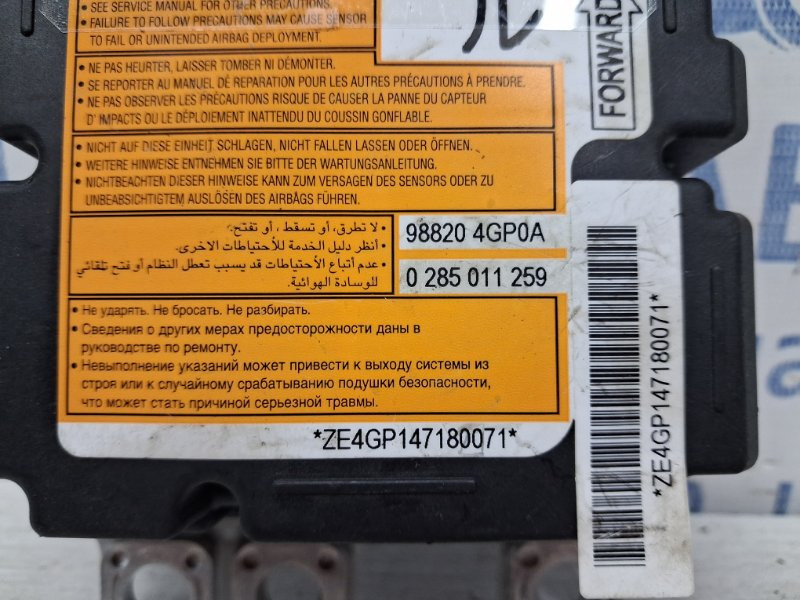 • SEE SERVICE MANUAL FOR OTHER PRECAUTIONS.
• FAILURE TO FOLLOW PRECAUTIONS MAY CAUSE SENSOR
TO FAIL OR UNINTENDED AIRBAG DEPLOYMENT.
FORWARD
• NE PAS HEURTER, LAISSER TOMBER NI DÉMONTER.
• SE REPORTER AU MANUEL DE RÉPARATION POUR LES AUTRES PRÉCAUTIONS À PRENDRE.
• NE PAS OBSERVER LES PRÉCAUTIONS RISQUE DE CAUSER LA PANNE DU CAPTEUR
D' IMPACTS OU LE DÉPLOIEMENT INATTENDU DU COUSSIN GONFLABLE.
• NICHT AUF DIESE EINHEIT SCHLAGEN, NICHT FALLEN LASSEN ODER ÖFFNEN.
• WEITERE HINWEISE ENTNEHMEN SIE BITTE DER WARTUNGSANLEITUNG.
• NICHTBEACHTEN DIESER HINWEISE KANN ZUM VERSAGEN DES SENSORS ODER ZU
UNBEABSICHTIGTEM AUSLÖSEN DES AIRBAGS FÜHREN.
• لا تطرق، أو تسقط ، أو تفتح.
• أنظر دليل الخدمة للأحتياطات الاخرى.
• عدم أتباع الأحتياطات قد يسبب تعطل النظام أو فتح تلقائي
للوسادة الهوائية.
98820 4GP0A
0 285 011 259
• Не ударять. Не бросать. Не разбирать.
• Сведения о других мерах предосторожности даны в
руководстве по ремонту.
• Невыполнение указаний может привести к выходу системы из
строя или к случайному срабатыванию подушки безопасности,
что может стать причиной серьезной травмы.
*ZE4GP147180071*
*ZE4GP147180071*